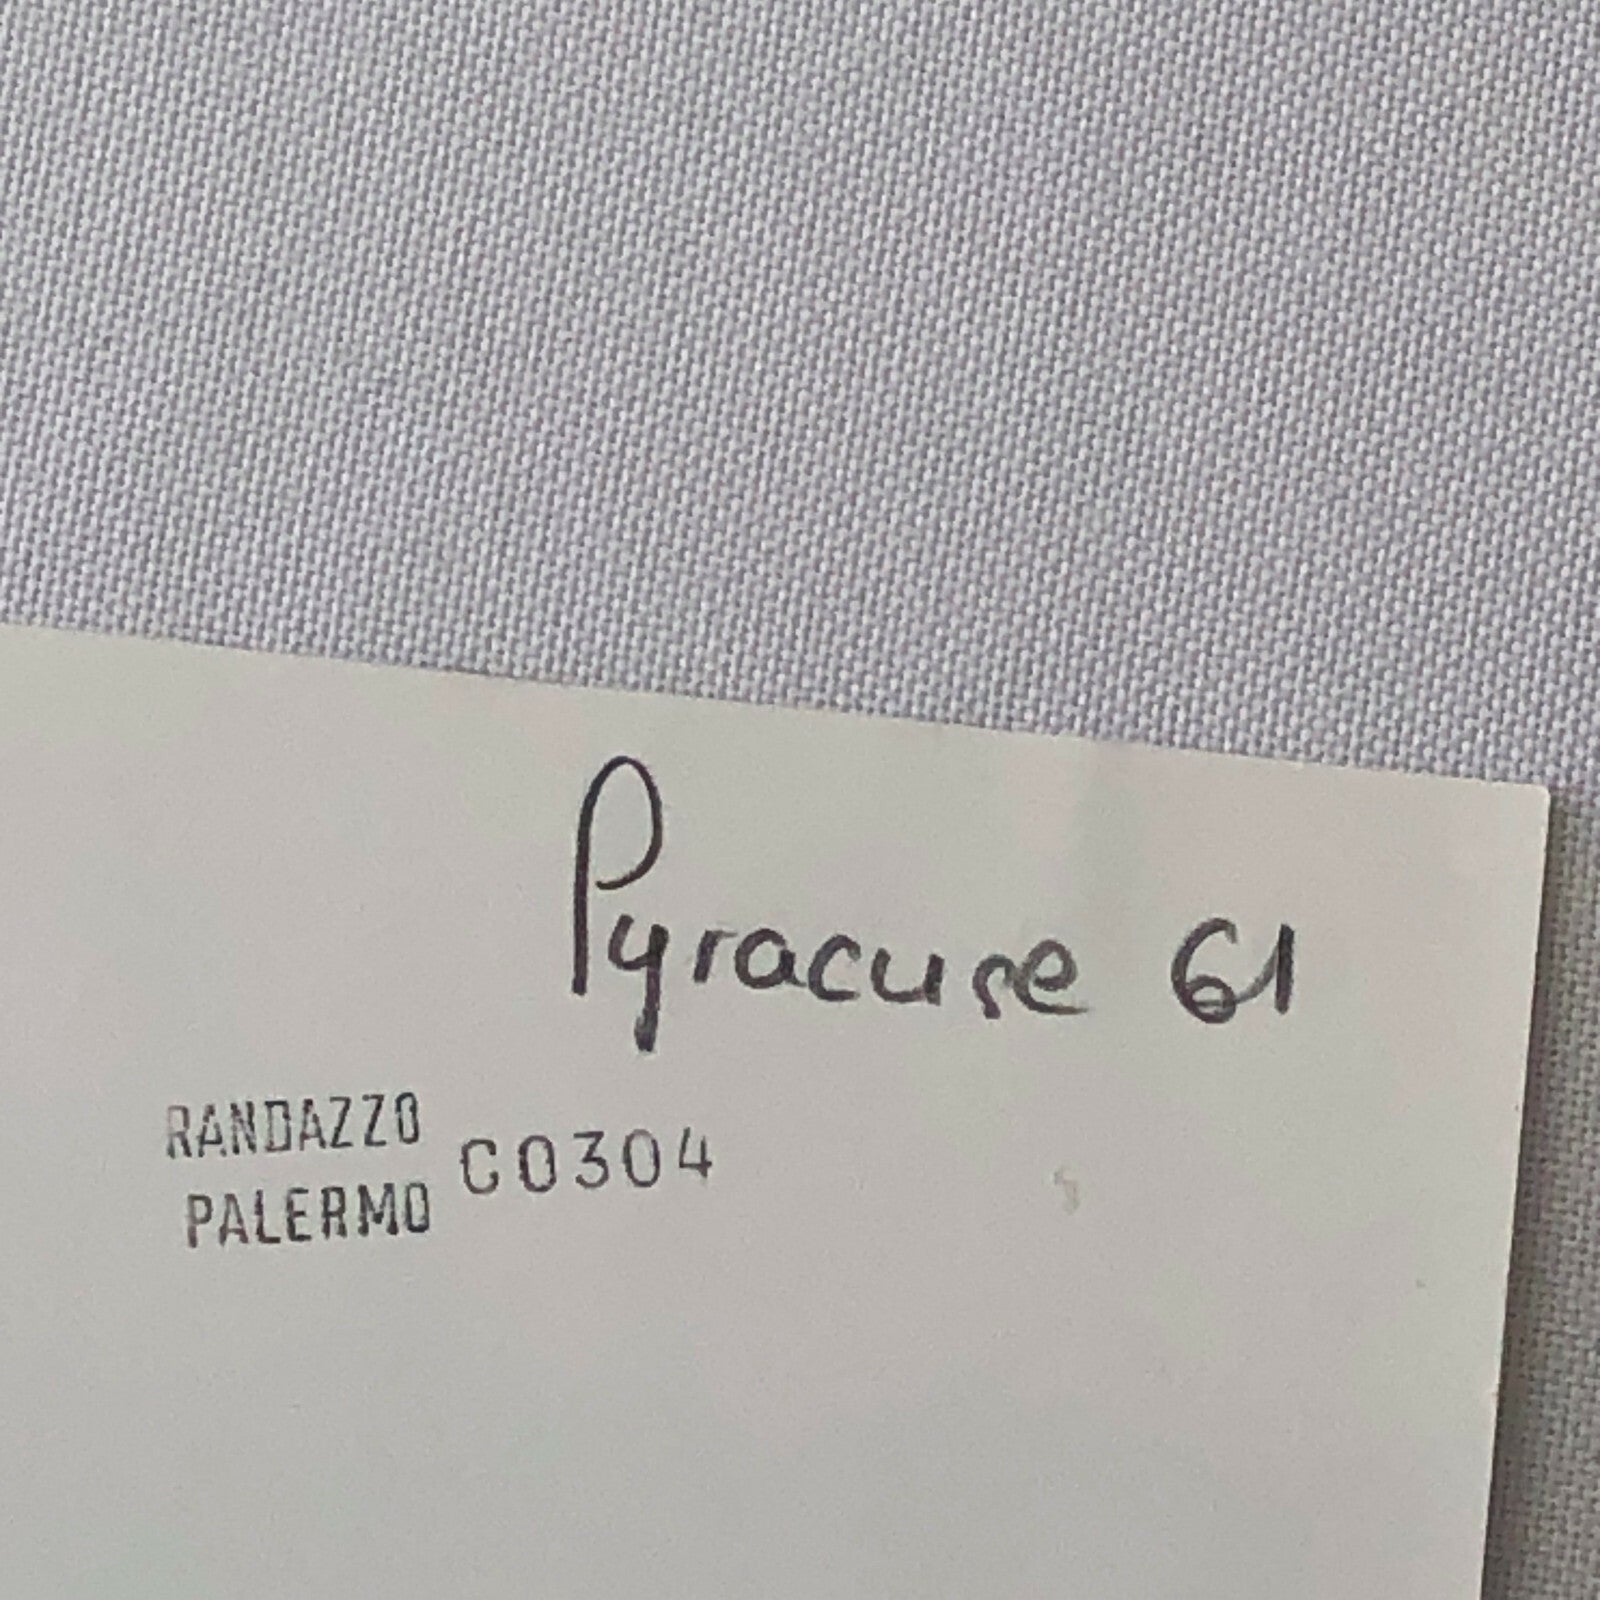 Pyracuse 61
RANDAZZO
PALERMO C0304